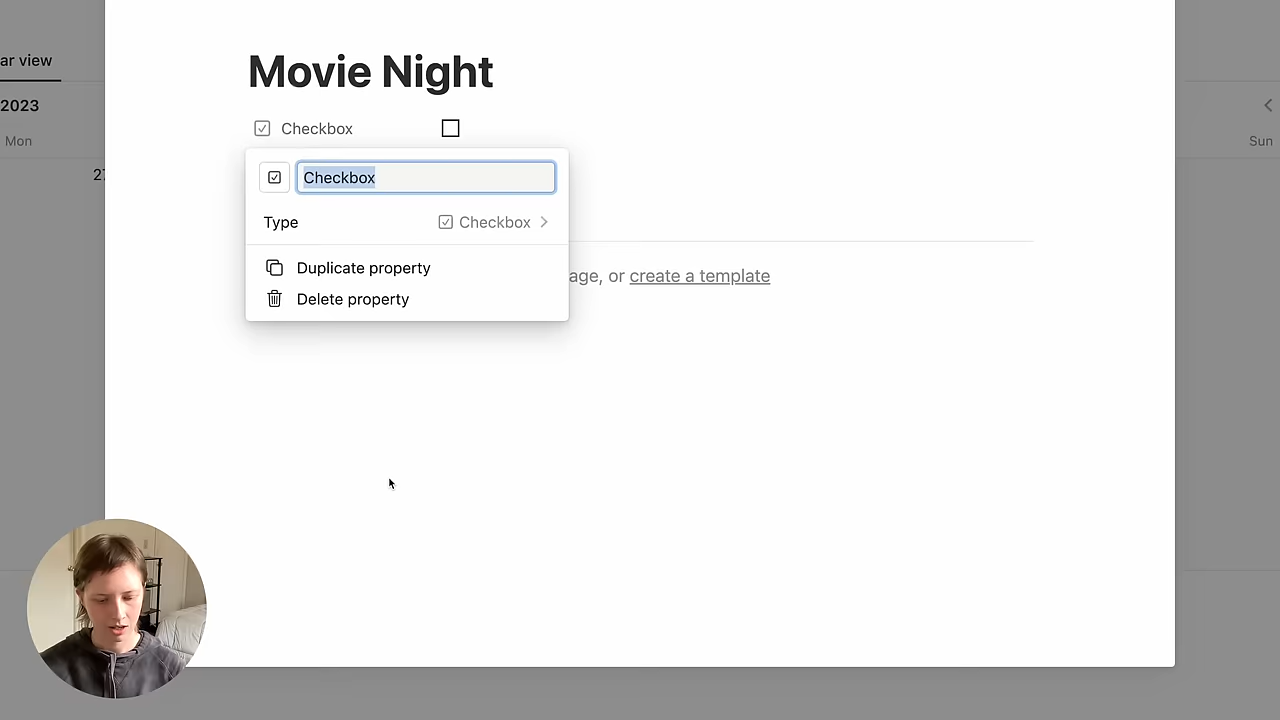 ar view
Movie Night
2023
Checkbox
Mon
Sun
27
Checkbox
Type
Checkbox
Duplicate property
age, or create a template
Delete property